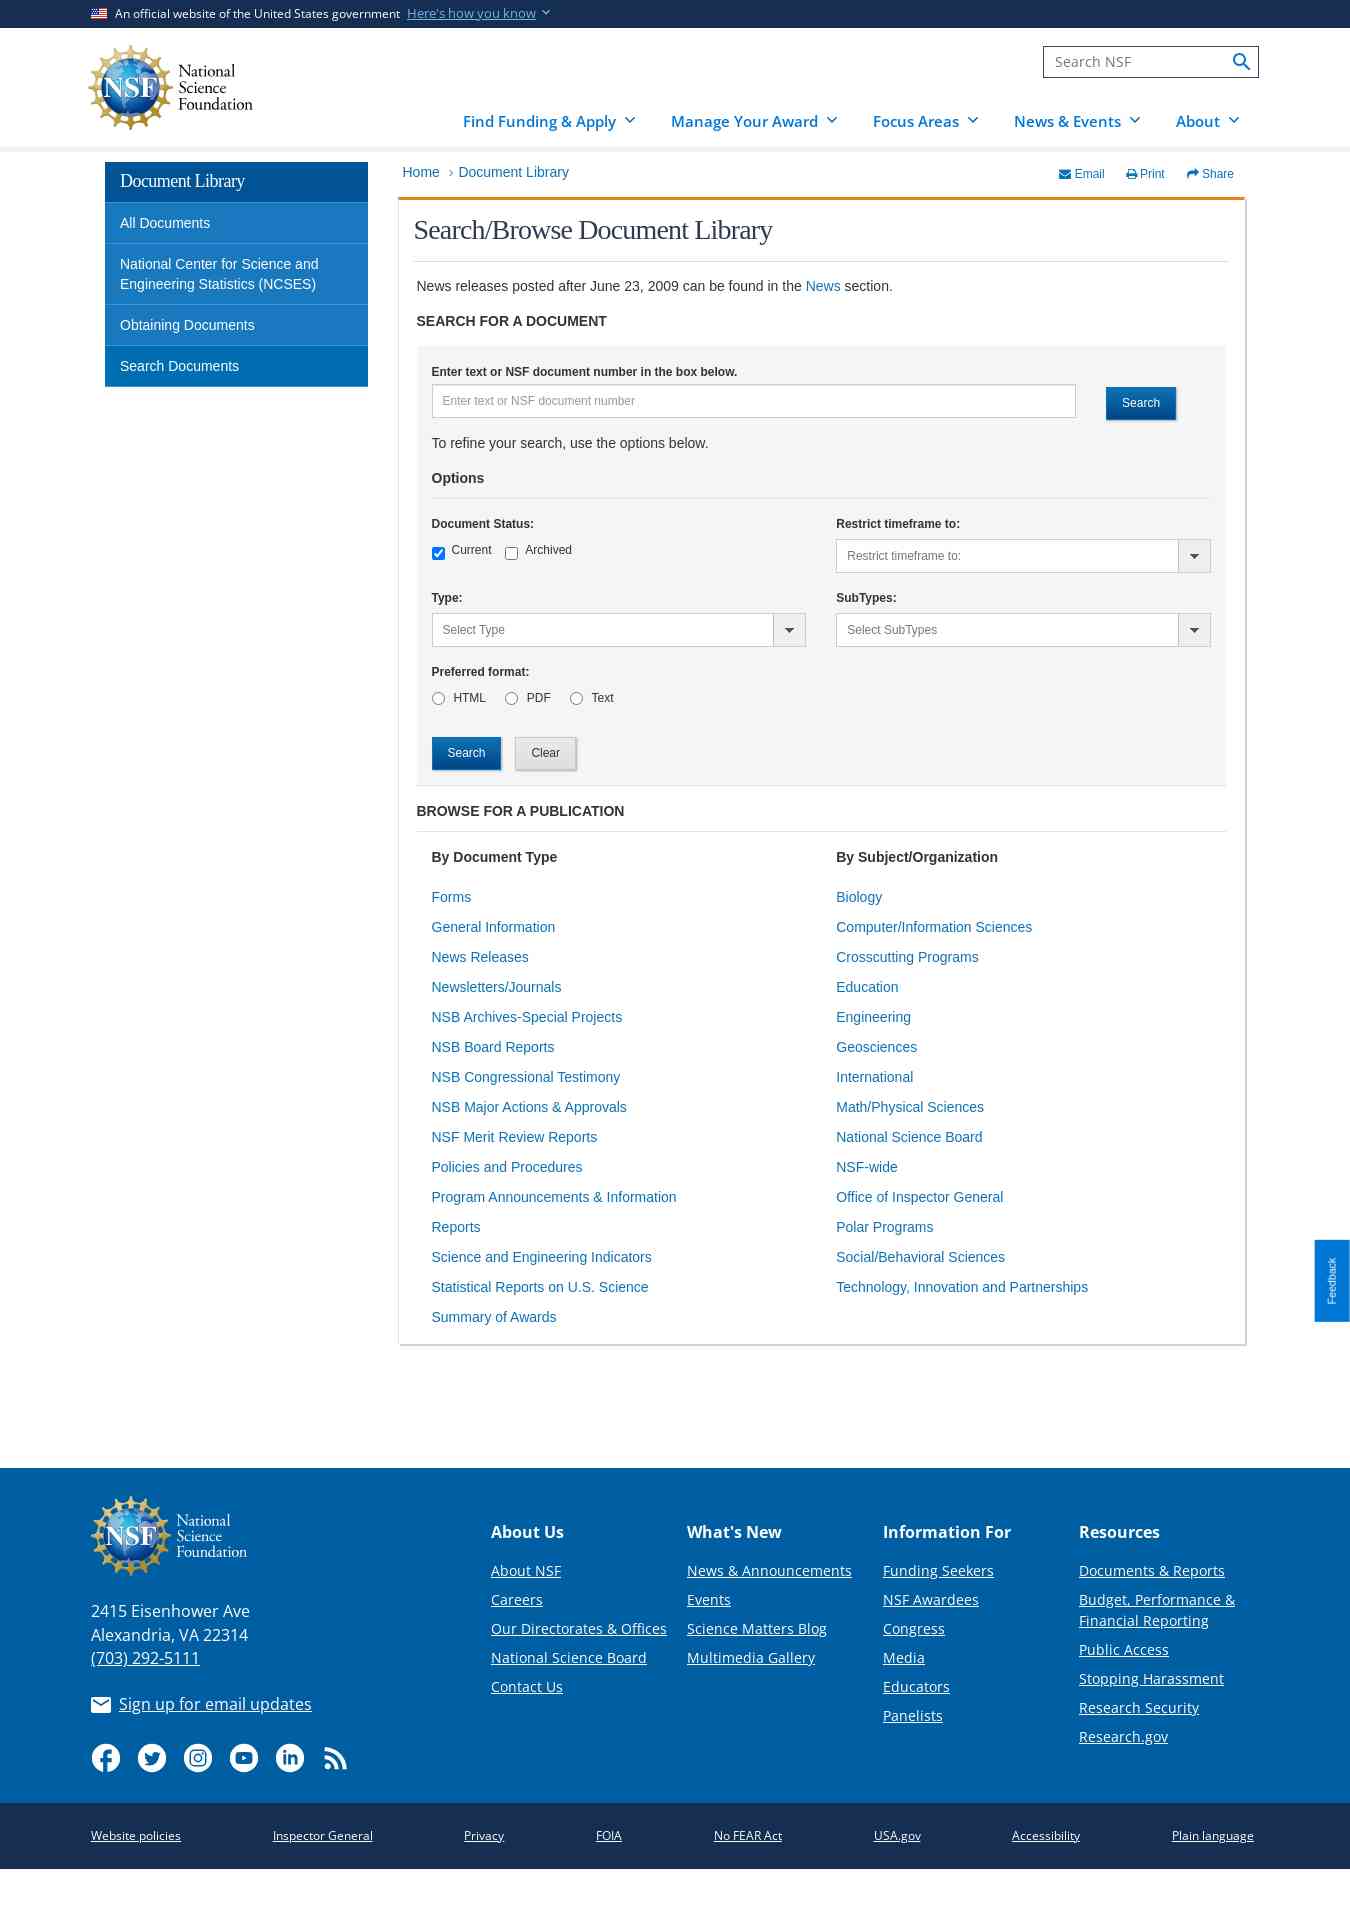 An official website of the United States government Here's how you know
National
Science
Foundation
NSF
Search NSF
Find Funding & Apply
Manage Your Award
Focus Areas
News & Events
About
Document Library
All Documents
National Center for Science and
Engineering Statistics (NCSES)
Obtaining Documents
Search Documents
Home › Document Library
Email
Print
Share
Search/Browse Document Library
News releases posted after June 23, 2009 can be found in the News section.
SEARCH FOR A DOCUMENT
Enter text or NSF document number in the box below.
Enter text or NSF document number
Search
To refine your search, use the options below.
Options
Document Status:
Current
Archived
Restrict timeframe to:
Restrict timeframe to:
Type:
Select Type
SubTypes:
Select SubTypes
Preferred format:
HTML
PDF
Text
Search
Clear
BROWSE FOR A PUBLICATION
By Document Type
Forms
General Information
News Releases
Newsletters/Journals
NSB Archives-Special Projects
NSB Board Reports
NSB Congressional Testimony
NSB Major Actions & Approvals
NSF Merit Review Reports
Policies and Procedures
Program Announcements & Information
Reports
Science and Engineering Indicators
Statistical Reports on U.S. Science
Summary of Awards
By Subject/Organization
Biology
Computer/Information Sciences
Crosscutting Programs
Education
Engineering
Geosciences
International
Math/Physical Sciences
National Science Board
NSF-wide
Office of Inspector General
Polar Programs
Social/Behavioral Sciences
Technology, Innovation and Partnerships
Feedback
NSF
National
Science
Foundation
2415 Eisenhower Ave
Alexandria, VA 22314
(703) 292-5111
Sign up for email updates
About Us
About NSF
Careers
Our Directorates & Offices
National Science Board
Contact Us
What's New
News & Announcements
Events
Science Matters Blog
Multimedia Gallery
Information For
Funding Seekers
NSF Awardees
Congress
Media
Educators
Panelists
Resources
Documents & Reports
Budget, Performance &
Financial Reporting
Public Access
Stopping Harassment
Research Security
Research.gov
Website policies
Inspector General
Privacy
FOIA
No FEAR Act
USA.gov
Accessibility
Plain language